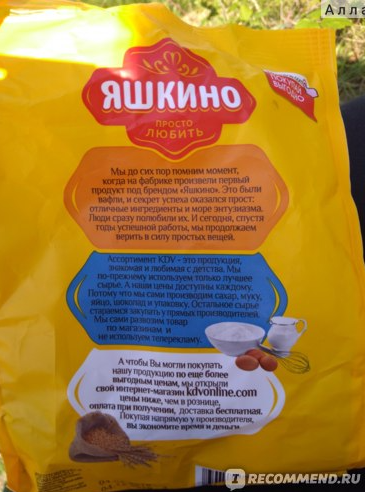 Алла
ЯШКИНО
ПРОСТО
ЛЮБИТЬ
ПОКУПАЙ
ВЫГОДНО
Мы до сих пор помним момент,
когда на фабрике произвели первый
продукт под брендом «Яшкино». Это были
вафли, и секрет успеха оказался прост:
отличные ингредиенты и море энтузиазма.
Люди сразу полюбили их. И сегодня, спустя
годы успешной работы, мы продолжаем
верить в силу простых вещей.
Ассортимент KDV - это продукция,
знакомая и любимая с детства. Мы
по-прежнему используем только лучшее
сырье. А наши цены доступны каждому.
Потому что мы сами производим сахар, муку,
яйцо, шоколад и упаковку. Остальное сырье
стараемся закупать у прямых производителей.
Мы сами развозим товар
по магазинам и
не используем телерекламу.
А чтобы Вы могли покупать
нашу продукцию по еще более
выгодным ценам, мы открыли
свой интернет-магазин kdvonline.com
цены ниже, чем в рознице,
оплата при получении, доставка бесплатная.
Покупая напрямую у производителя,
вы экономите время и деньги.
IRECOMMEND.RU